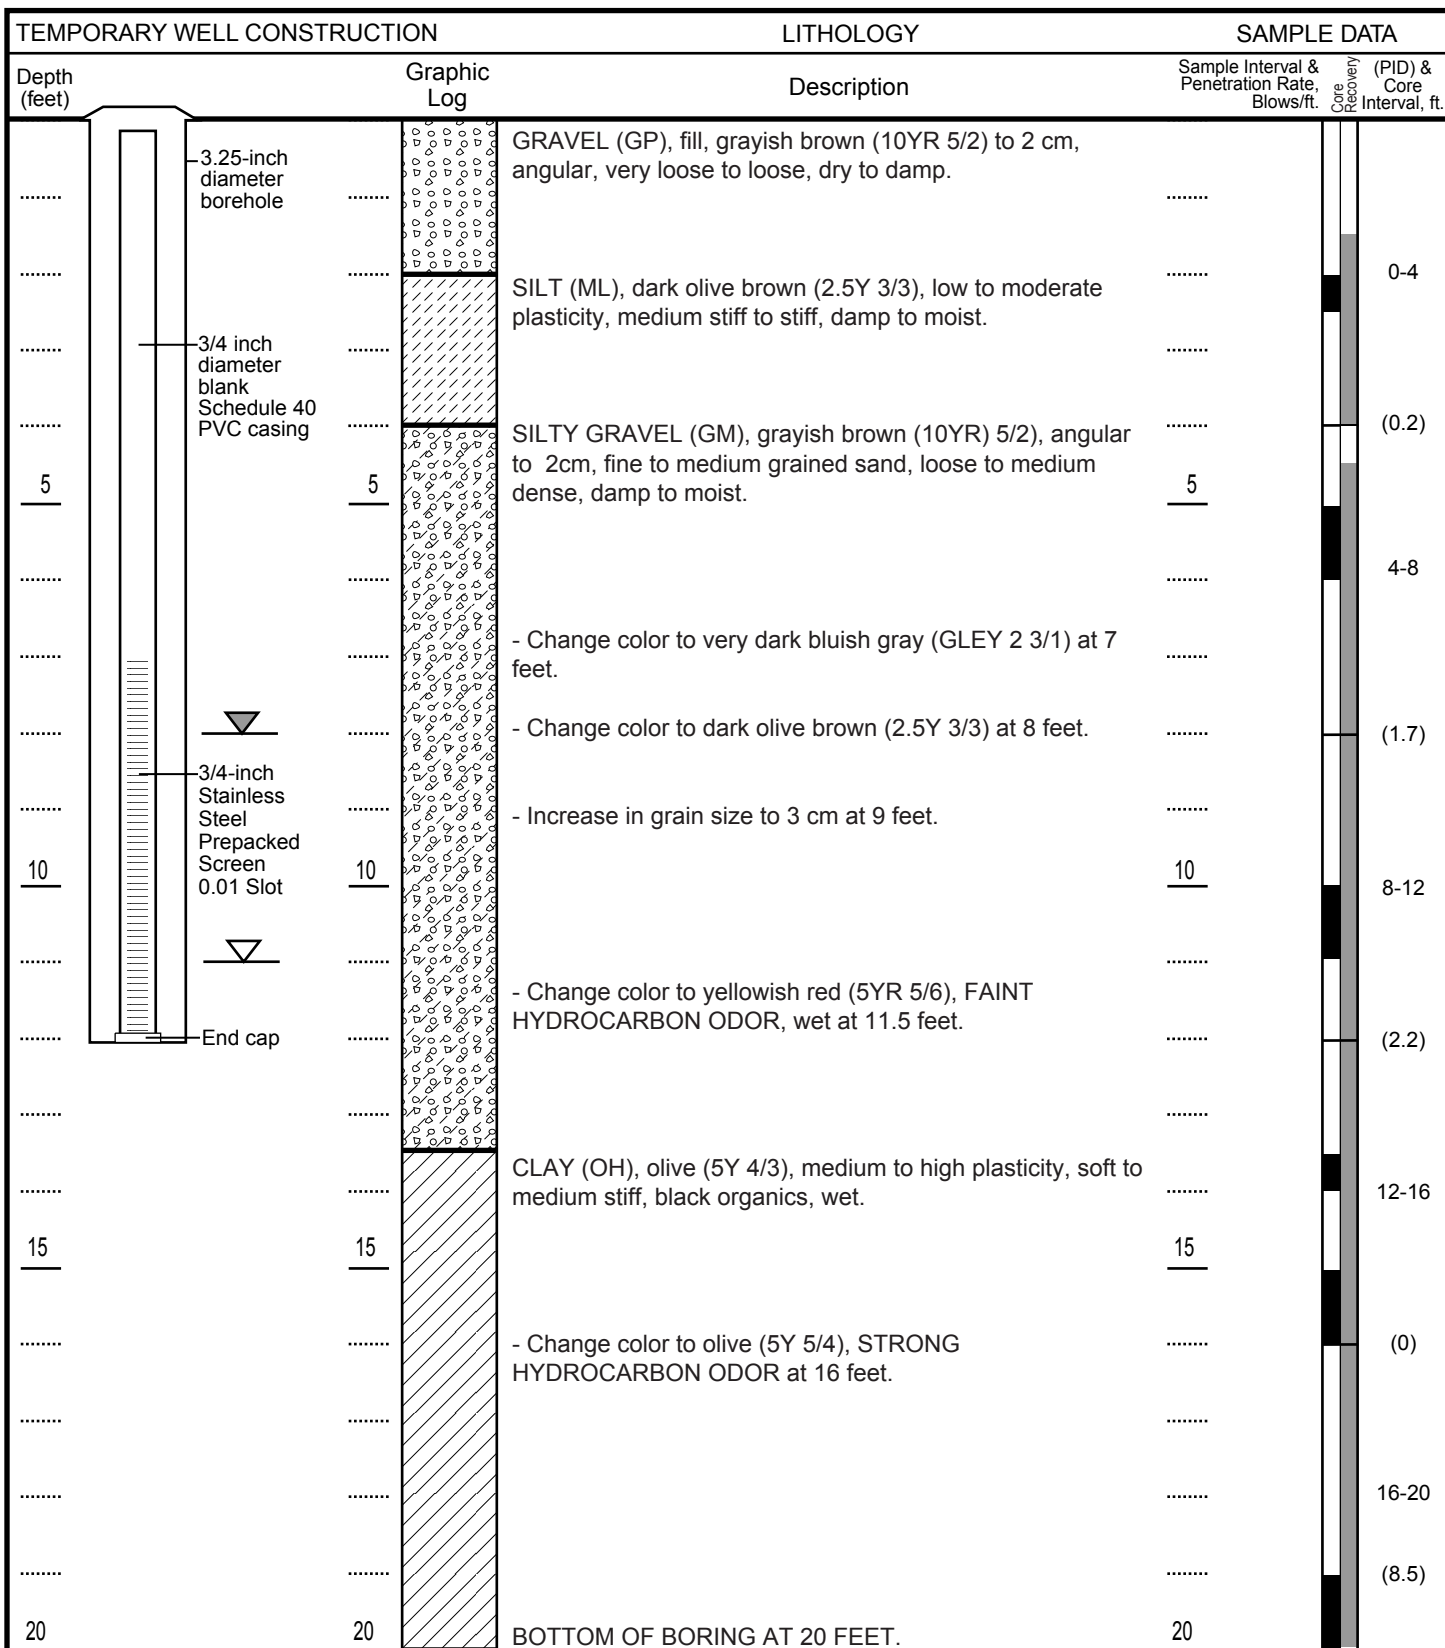 TEMPORARY WELL CONSTRUCTION
LITHOLOGY
SAMPLE DATA
Depth
(feet)
Graphic
Log
Description
Sample Interval &
Penetration Rate,
Blows/ft.
Core
Recovery
(PID) &
Core
Interval, ft.
3.25-inch
diameter
borehole
GRAVEL (GP), fill, grayish brown (10YR 5/2) to 2 cm,
angular, very loose to loose, dry to damp.
0-4
SILT (ML), dark olive brown (2.5Y 3/3), low to moderate
plasticity, medium stiff to stiff, damp to moist.
3/4 inch
diameter
blank
Schedule 40
PVC casing
(0.2)
SILTY GRAVEL (GM), grayish brown (10YR) 5/2), angular
to 2cm, fine to medium grained sand, loose to medium
dense, damp to moist.
5
5
5
4-8
- Change color to very dark bluish gray (GLEY 2 3/1) at 7
feet.
- Change color to dark olive brown (2.5Y 3/3) at 8 feet.
(1.7)
3/4-inch
Stainless
Steel
Prepacked
Screen
0.01 Slot
- Increase in grain size to 3 cm at 9 feet.
10
10
10
8-12
- Change color to yellowish red (5YR 5/6), FAINT
HYDROCARBON ODOR, wet at 11.5 feet.
End cap
(2.2)
CLAY (OH), olive (5Y 4/3), medium to high plasticity, soft to
medium stiff, black organics, wet.
12-16
15
15
15
- Change color to olive (5Y 5/4), STRONG
HYDROCARBON ODOR at 16 feet.
(0)
16-20
(8.5)
20
20
BOTTOM OF BORING AT 20 FEET.
20